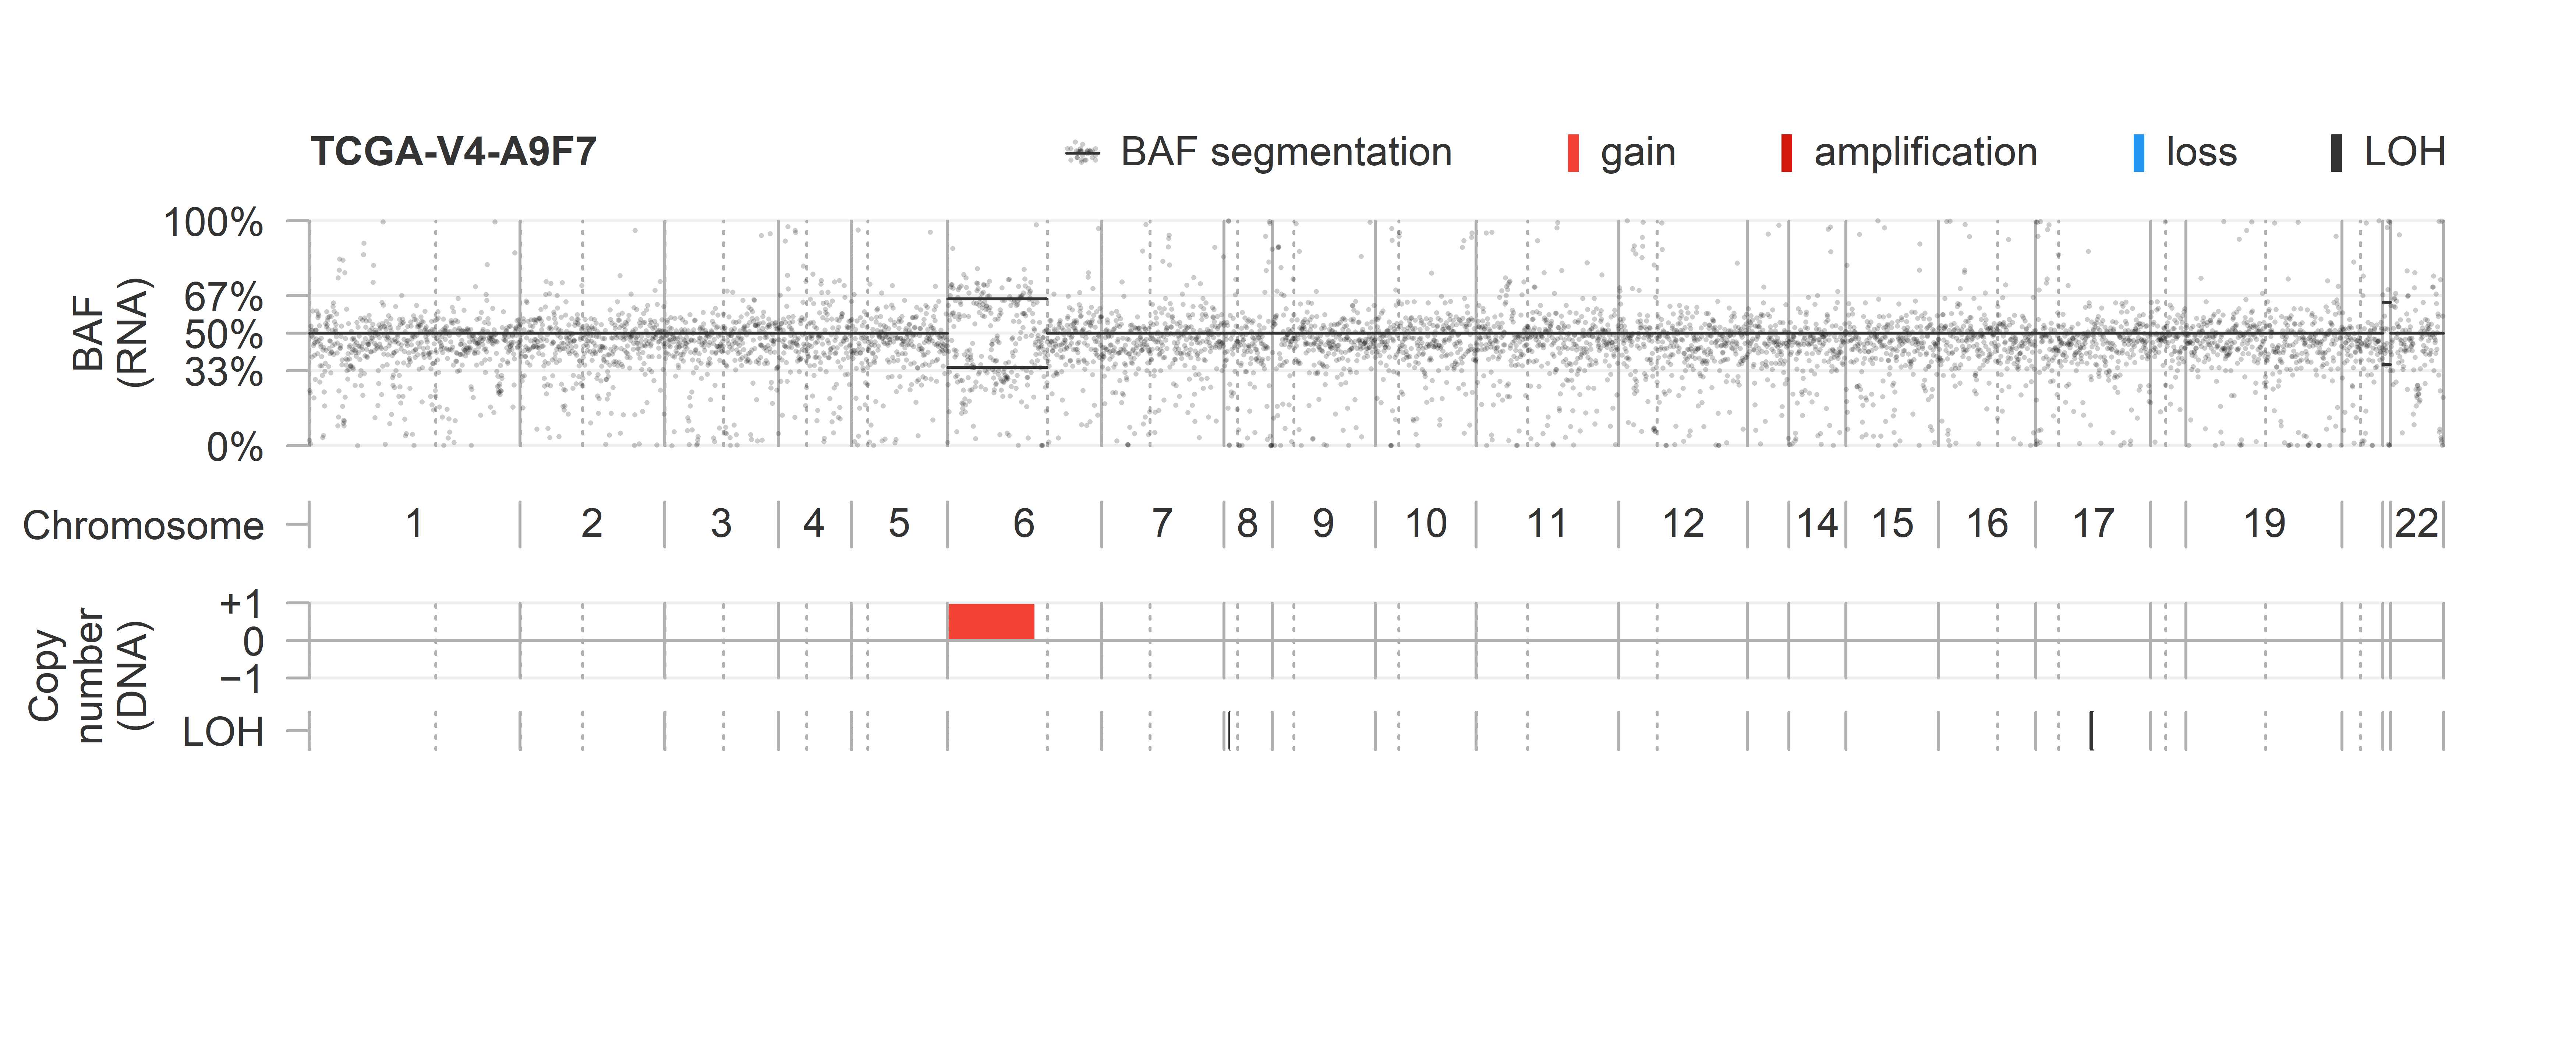 TCGA-V4-A9F7 BAF segmentation gain amplification loss LOH
BAF
(RNA)
100%
67%
50%
33%
0%
Chromosome 1 2 3 4 5 6 7 8 9 10 11 12 14 15 16 17 19 22
Copy
number
(DNA)
+1
0
−1
LOH